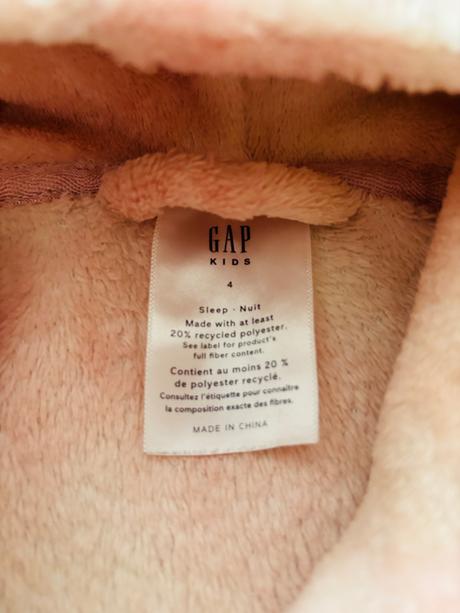 GAP
KIDS
4
Sleep · Nuit
Made with at least
20% recycled polyester.
See label for product's
full fiber content.
Contient au moins 20 %
de polyester recyclé.
Consultez l'étiquette pour connaître
la composition exacte des fibres.
MADE IN CHINA